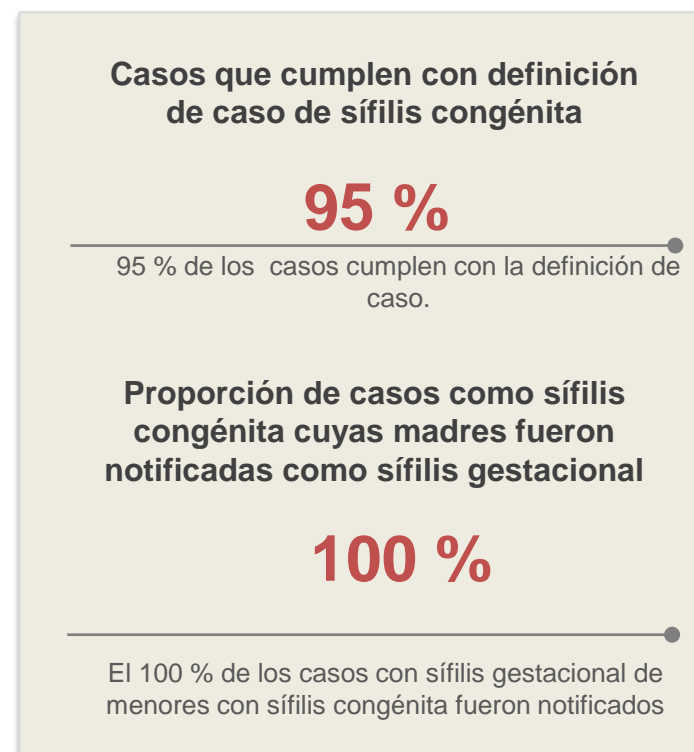 Casos que cumplen con definición
de caso de sífilis congénita
95 %
95 % de los  casos cumplen con la definición de
caso.
Proporción de casos como sífilis
congénita cuyas madres fueron
notificadas como sífilis gestacional
100 %
El 100 % de los casos con sífilis gestacional de
menores con sífilis congénita fueron notificados